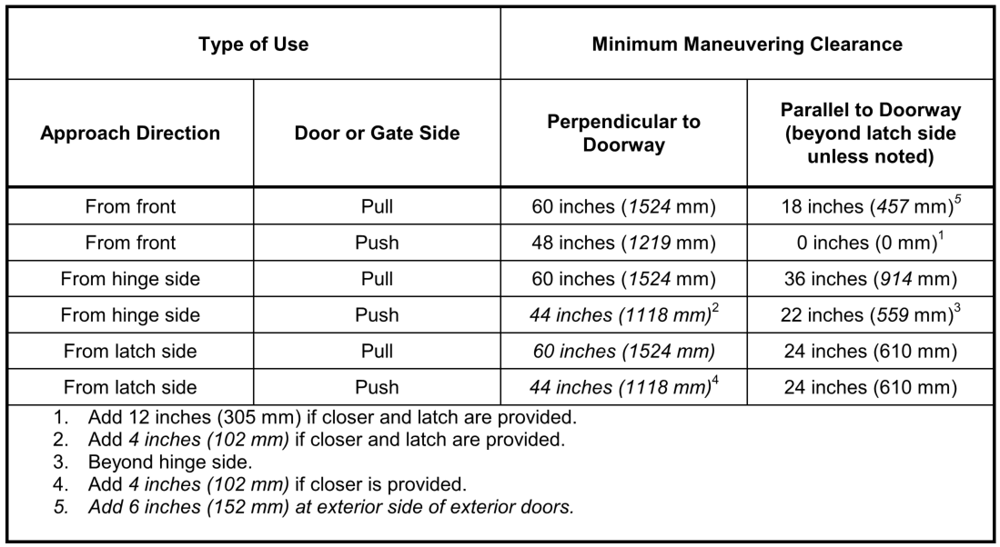 Type of Use Minimum Maneuvering Clearance
Approach Direction Door or Gate Side Perpendicular to Doorway Parallel to Doorway (beyond latch side unless noted)
From front Pull 60 inches (1524 mm) 18 inches (457 mm)5
From front Push 48 inches (1219 mm) 0 inches (0 mm)1
From hinge side Pull 60 inches (1524 mm) 36 inches (914 mm)
From hinge side Push 44 inches (1118 mm)2 22 inches (559 mm)3
From latch side Pull 60 inches (1524 mm) 24 inches (610 mm)
From latch side Push 44 inches (1118 mm)4 24 inches (610 mm)
1. Add 12 inches (305 mm) if closer and latch are provided.
2. Add 4 inches (102 mm) if closer and latch are provided.
3. Beyond hinge side.
4. Add 4 inches (102 mm) if closer is provided.
5. Add 6 inches (152 mm) at exterior side of exterior doors.